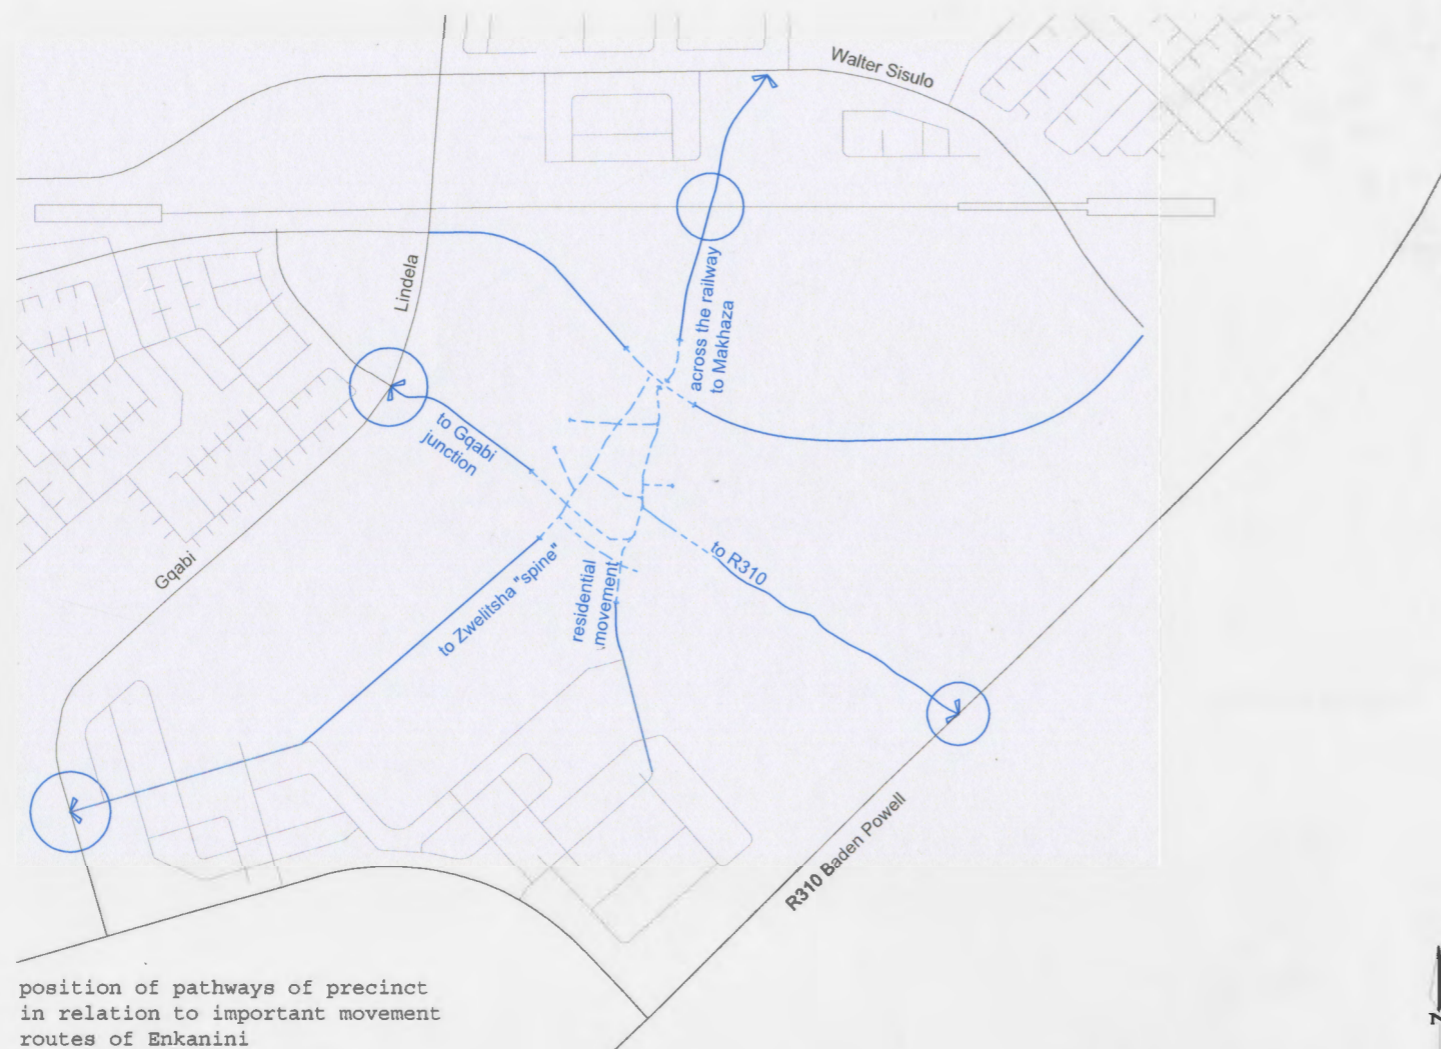 Walter Sisulo
Lindela
across the railway
to Makhaza
to Gqabi
junction
Gqabi
to Zwelitsha "spine"
residential
movement
to R310
R310 Baden Powell
position of pathways of precinct
in relation to important movement
routes of Enkanini
N